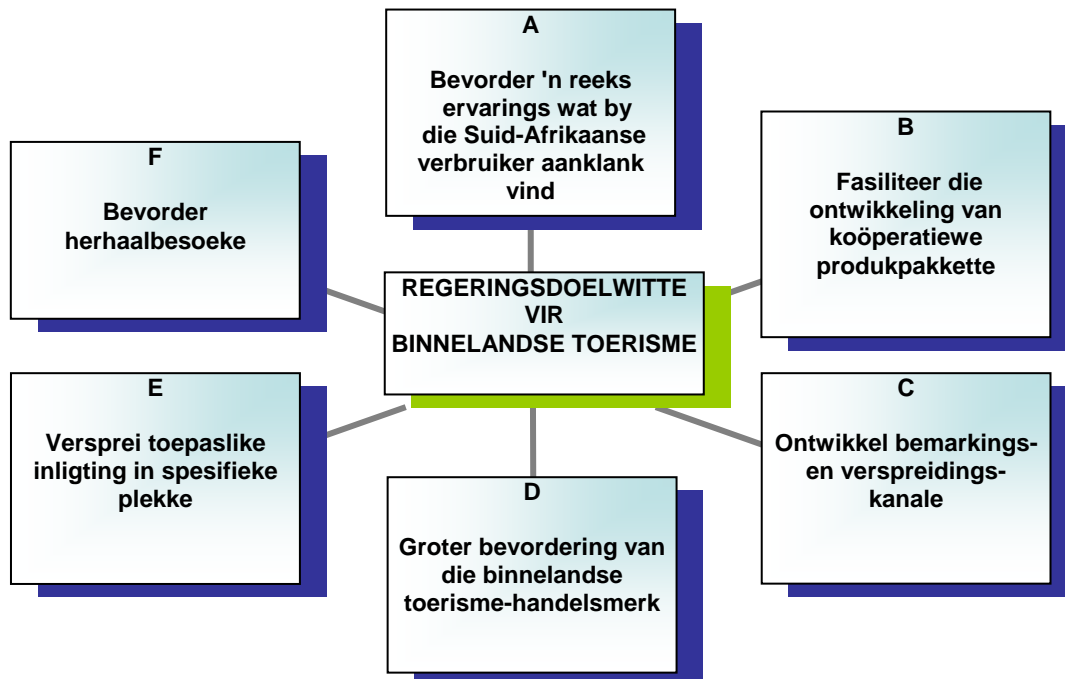 A
Bevorder 'n reeks
ervarings wat by
die Suid-Afrikaanse
verbruiker aanklank
vind
B
Fasiliteer die
ontwikkeling van
koöperatiewe
produkpakkette
F
Bevorder
herhaalbesoeke
REGERINGSDOELWITTE
VIR
BINNELANDSE TOERISME
E
Versprei toepaslike
inligting in spesifieke
plekke
C
Ontwikkel bemarkings-
en verspreidings-
kanale
D
Groter bevordering van
die binnelandse
toerisme-handelsmerk